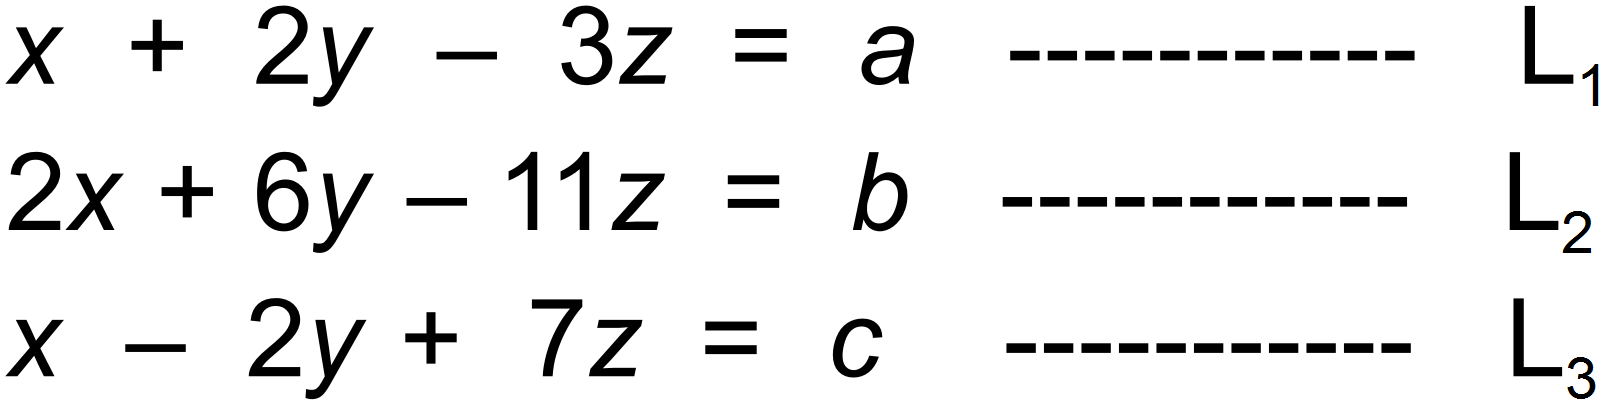 x + 2y – 3z = a ----------- L₁
2x + 6y – 11z = b ----------- L₂
x – 2y + 7z = c ----------- L₃